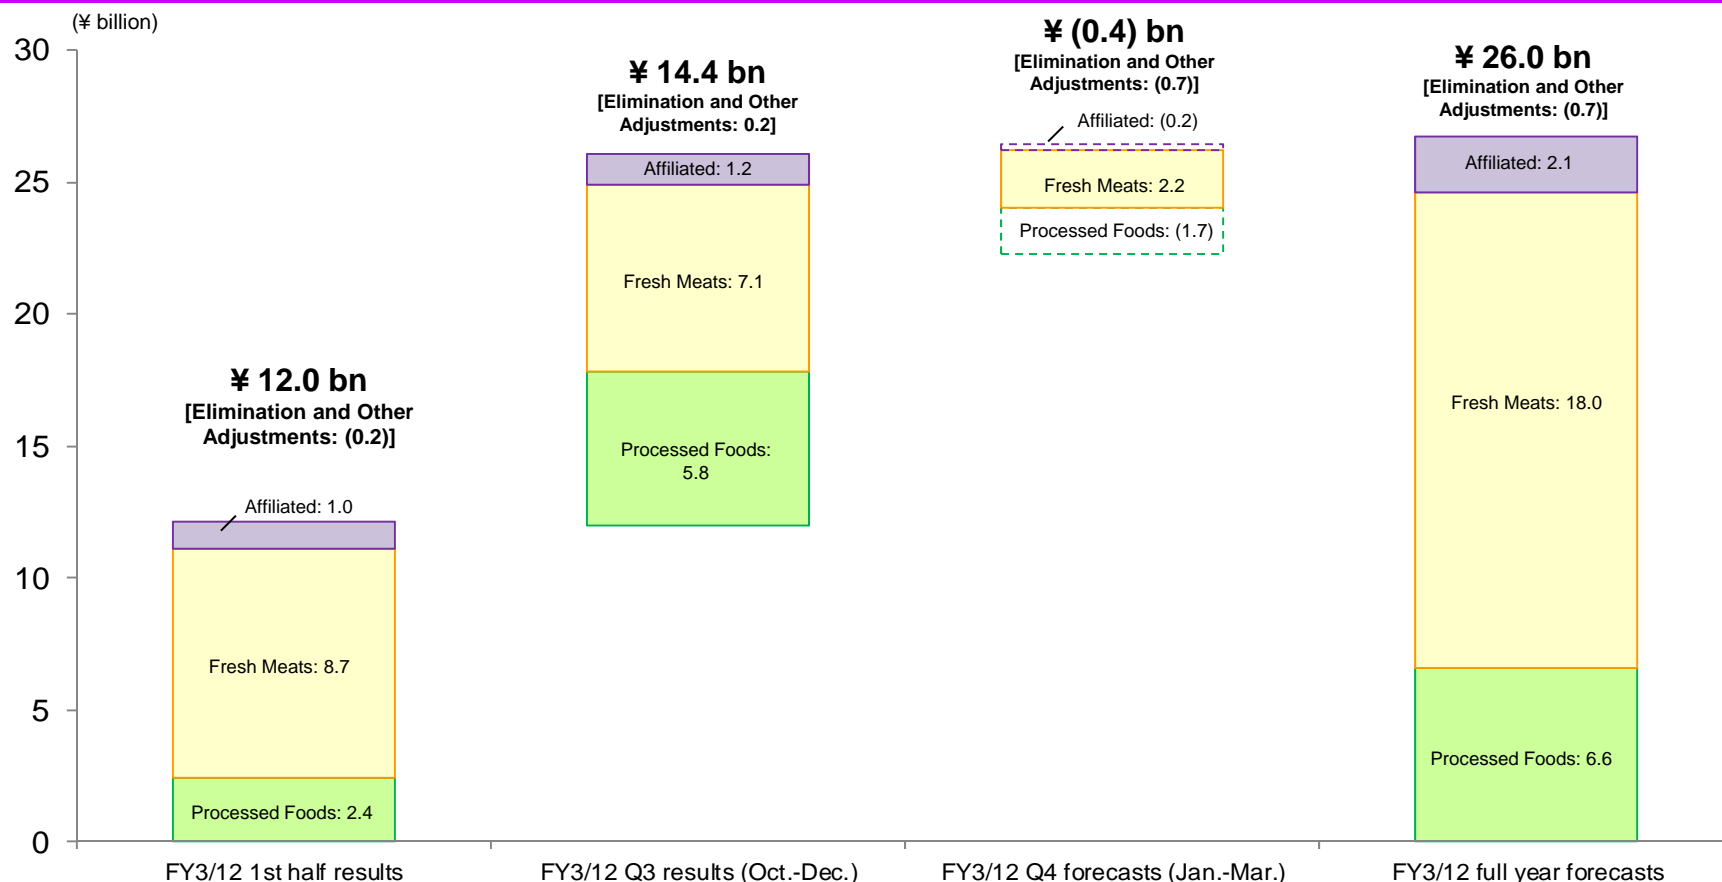 (¥ billion)
30
25
20
15
10
5
0
¥ 12.0 bn
[Elimination and Other
Adjustments: (0.2)]
Affiliated: 1.0
Fresh Meats: 8.7
Processed Foods: 2.4
FY3/12 1st half results
¥ 14.4 bn
[Elimination and Other
Adjustments: 0.2]
Affiliated: 1.2
Fresh Meats: 7.1
Processed Foods:
5.8
FY3/12 Q3 results (Oct.-Dec.)
¥ (0.4) bn
[Elimination and Other
Adjustments: (0.7)]
Affiliated: (0.2)
Fresh Meats: 2.2
Processed Foods: (1.7)
FY3/12 Q4 forecasts (Jan.-Mar.)
¥ 26.0 bn
[Elimination and Other
Adjustments: (0.7)]
Affiliated: 2.1
Fresh Meats: 18.0
Processed Foods: 6.6
FY3/12 full year forecasts